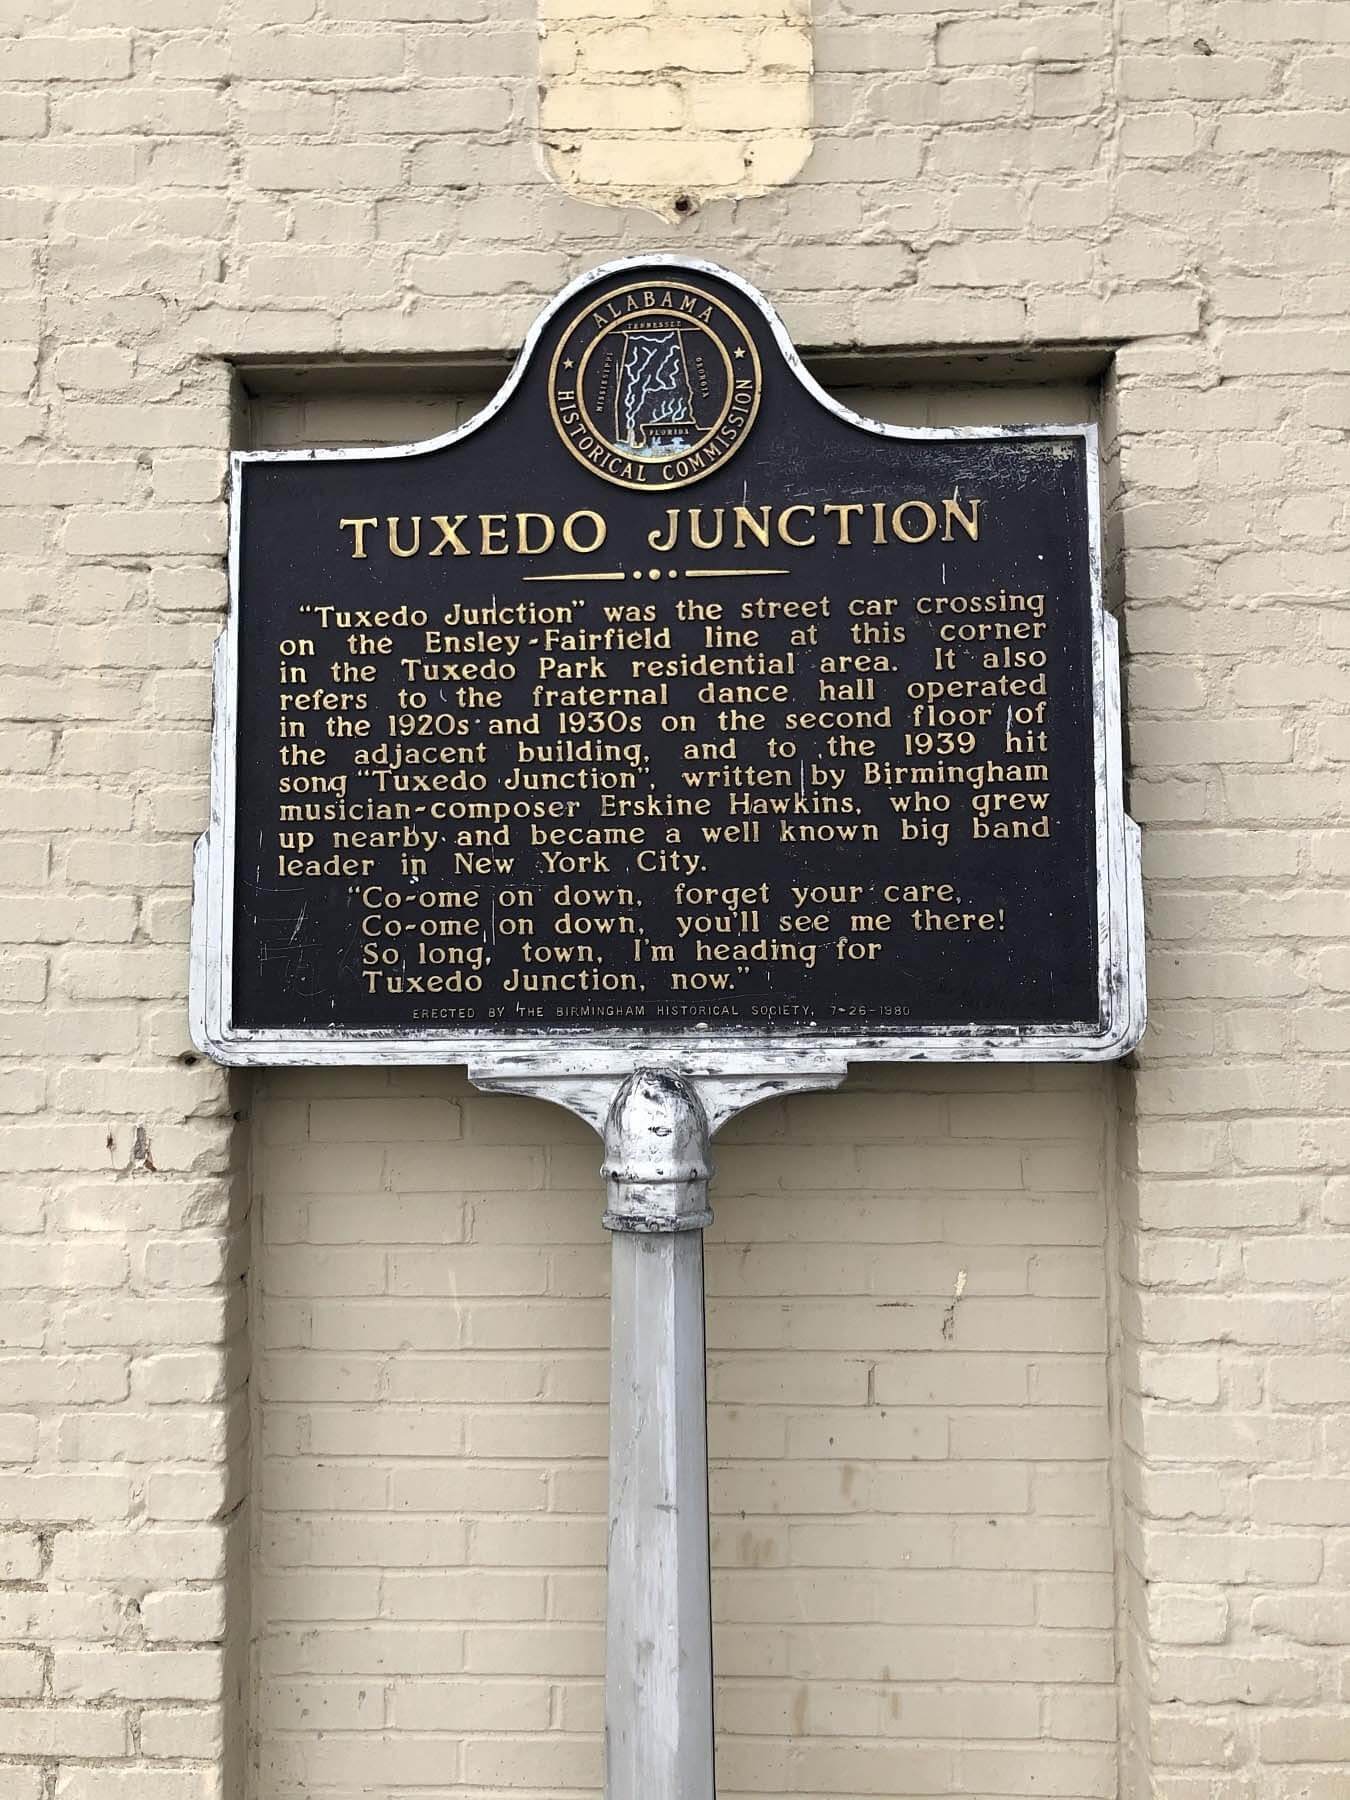 ALABAMA
TENNESSEE
MISSISSIPPI
GEORGIA
FLORIDA
HISTORICAL COMMISSION
TUXEDO JUNCTION
"Tuxedo Junction" was the street car crossing
on the Ensley-Fairfield line at this corner
in the Tuxedo Park residential area. It also
refers to the fraternal dance hall operated
in the 1920s and 1930s on the second floor of
the adjacent building, and to the 1939 hit
song "Tuxedo Junction", written by Birmingham
musician-composer Erskine Hawkins, who grew
up nearby and became a well known big band
leader in New York City.
"Co-ome on down, forget your care,
Co-ome on down, you'll see me there!
So long, town, I'm heading for
Tuxedo Junction, now."
ERECTED BY THE BIRMINGHAM HISTORICAL SOCIETY, 7-26-1980